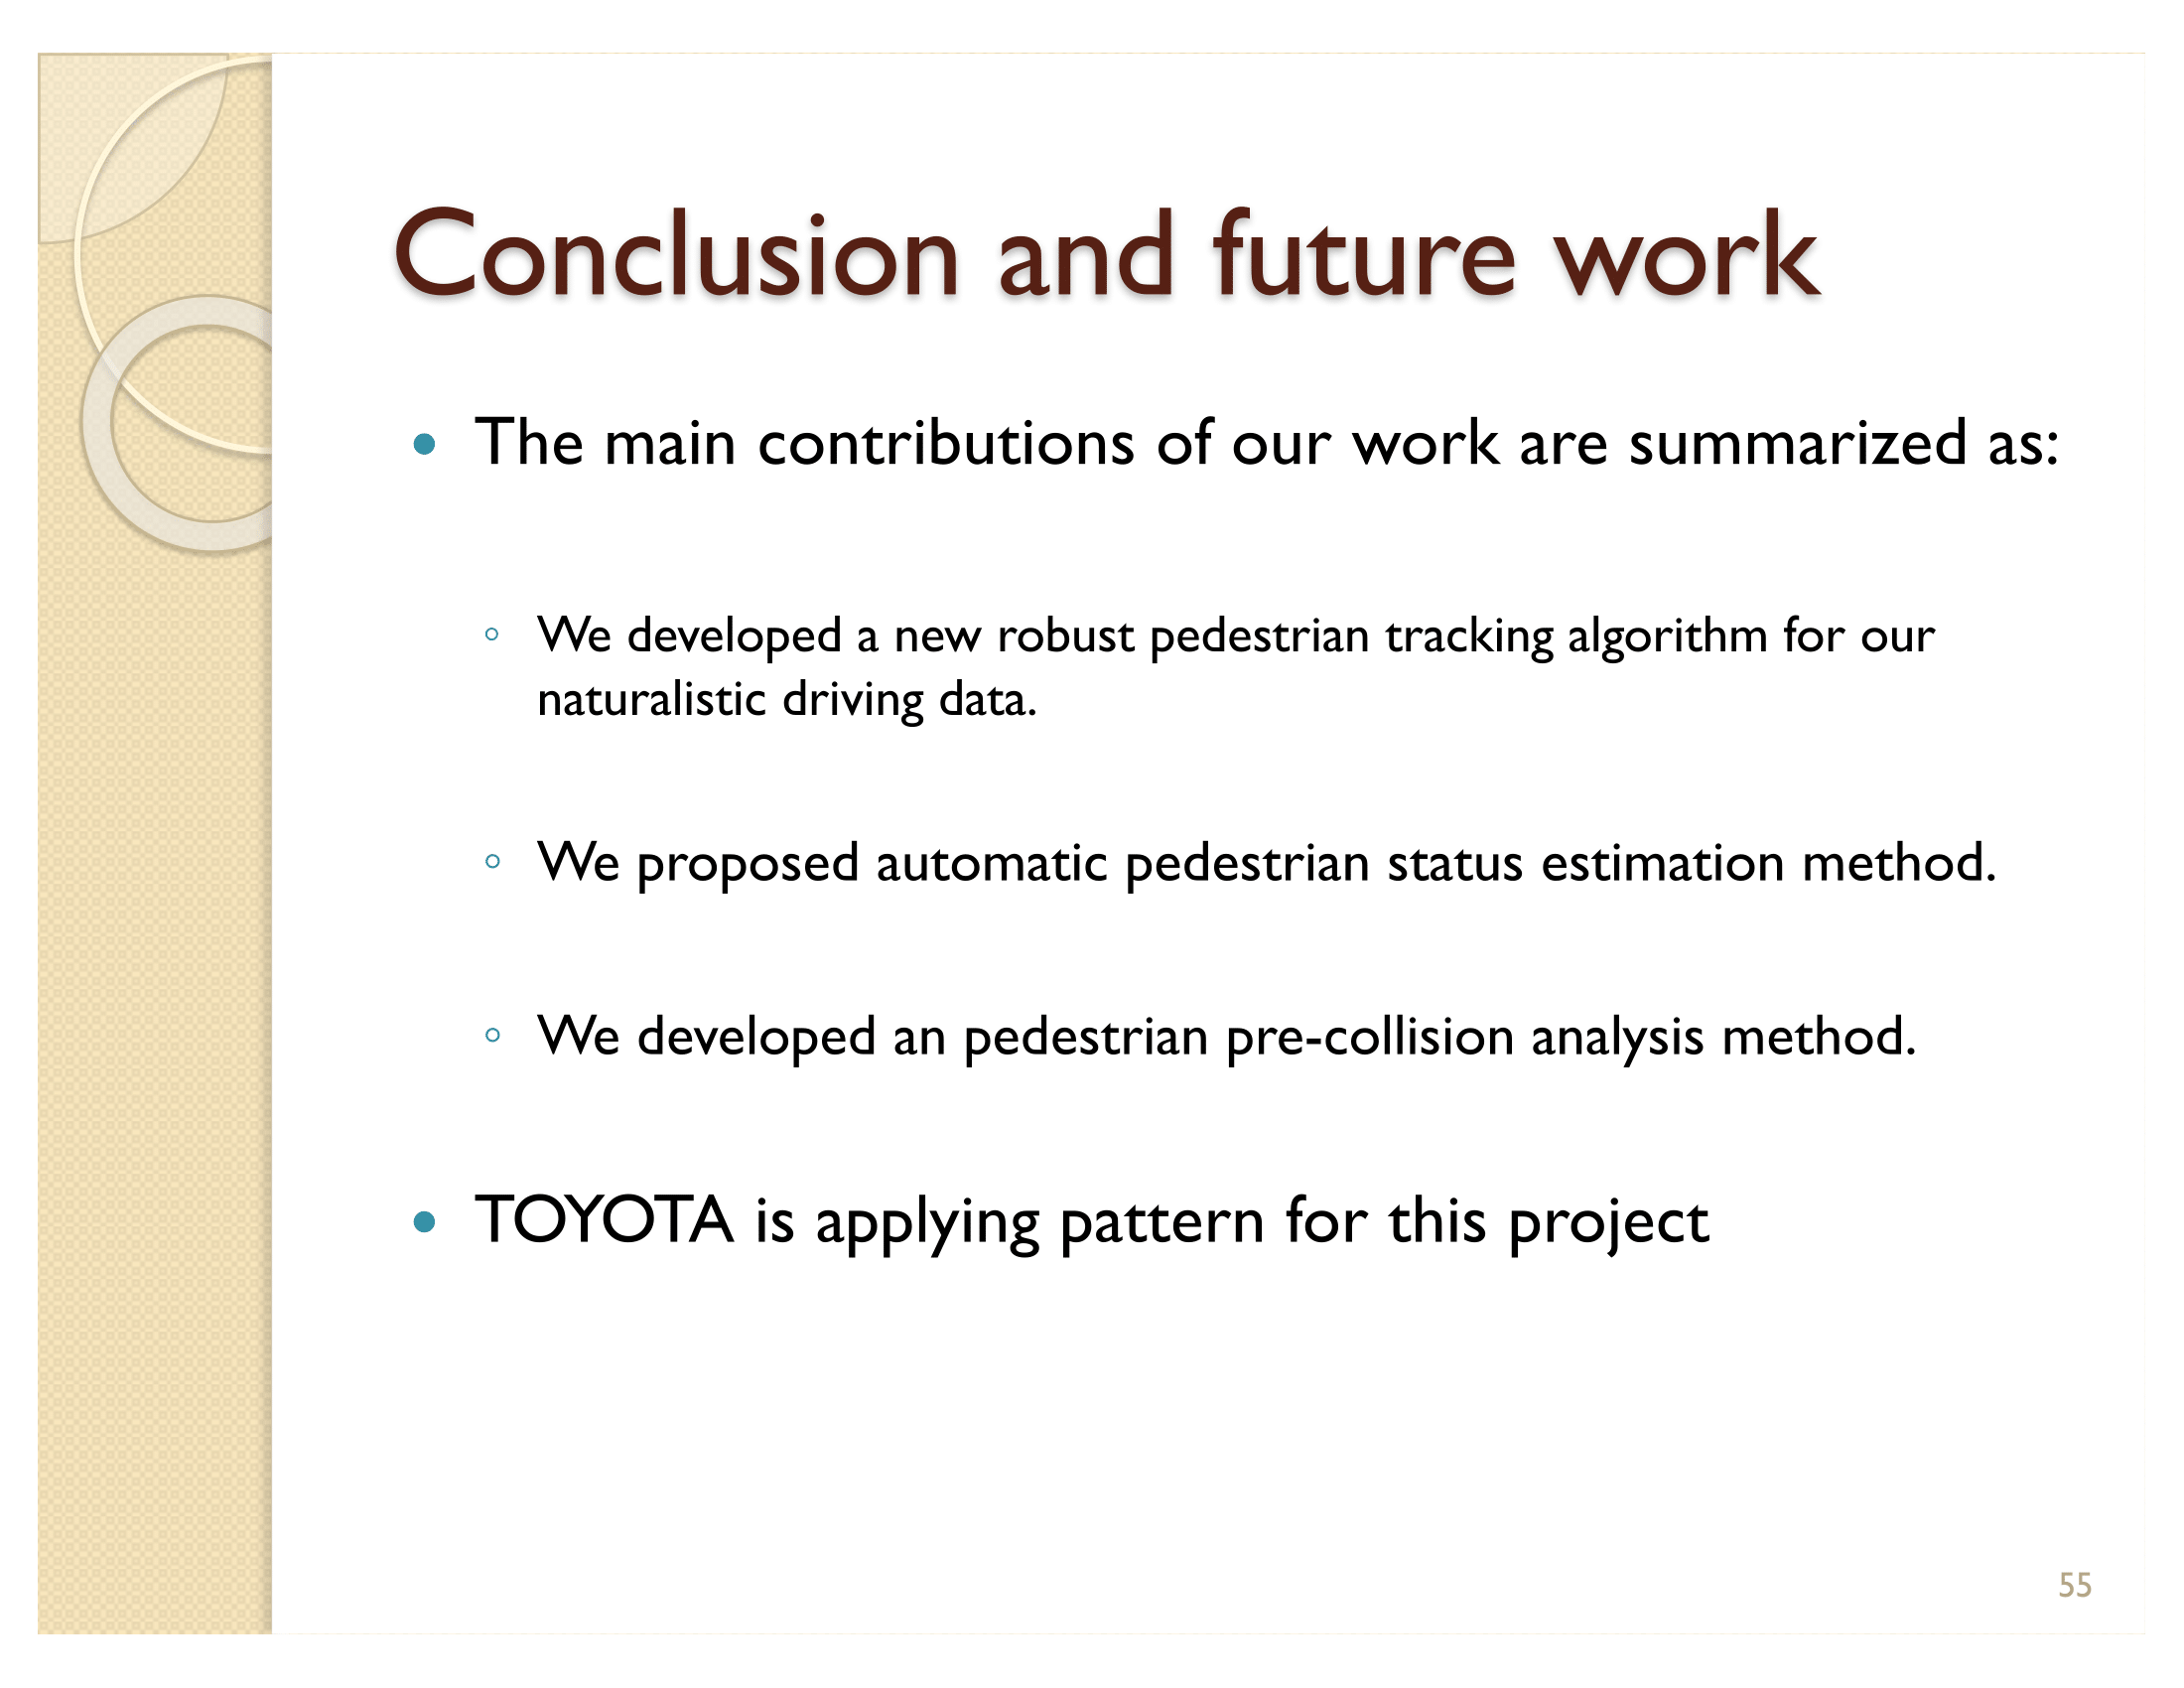 Conclusion and future work
The main contributions of our work are summarized as:
We developed a new robust pedestrian tracking algorithm for our
naturalistic driving data.
We proposed automatic pedestrian status estimation method.
We developed an pedestrian pre-collision analysis method.
TOYOTA is applying pattern for this project
55